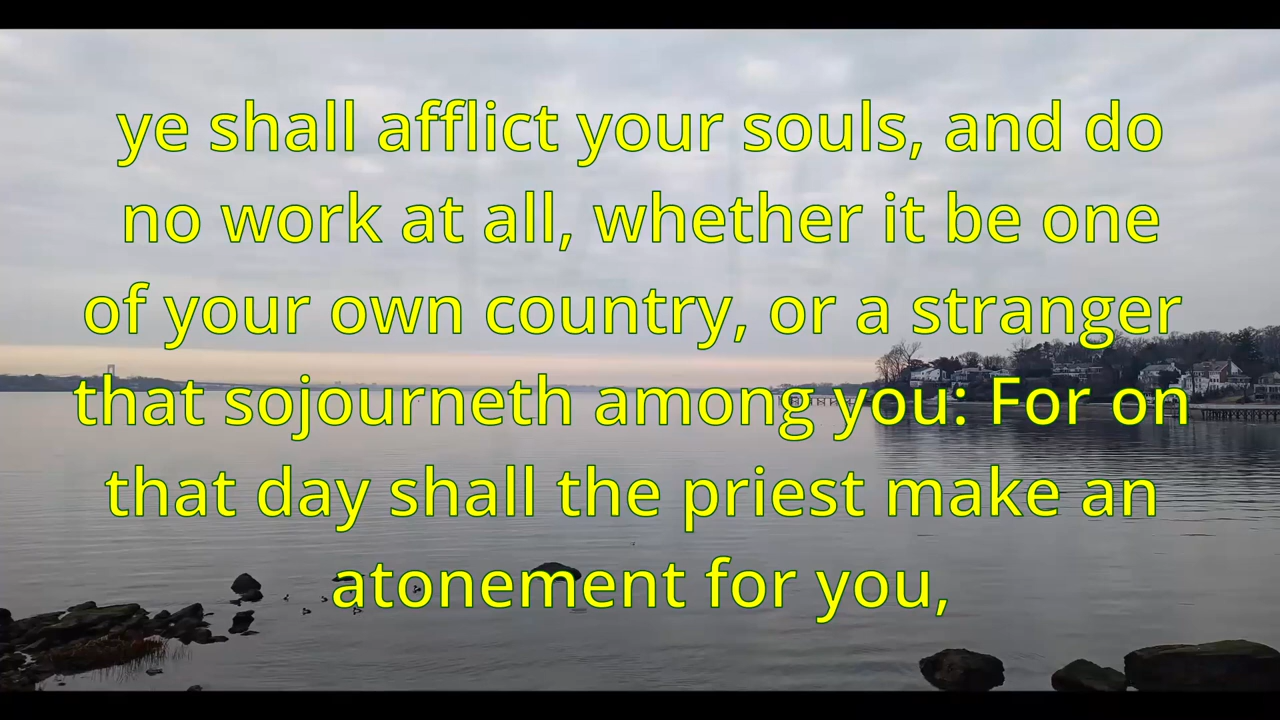 ye shall afflict your souls, and do
no work at all, whether it be one
of your own country, or a stranger
that sojourneth among you: For on
that day shall the priest make an
atonement for you,